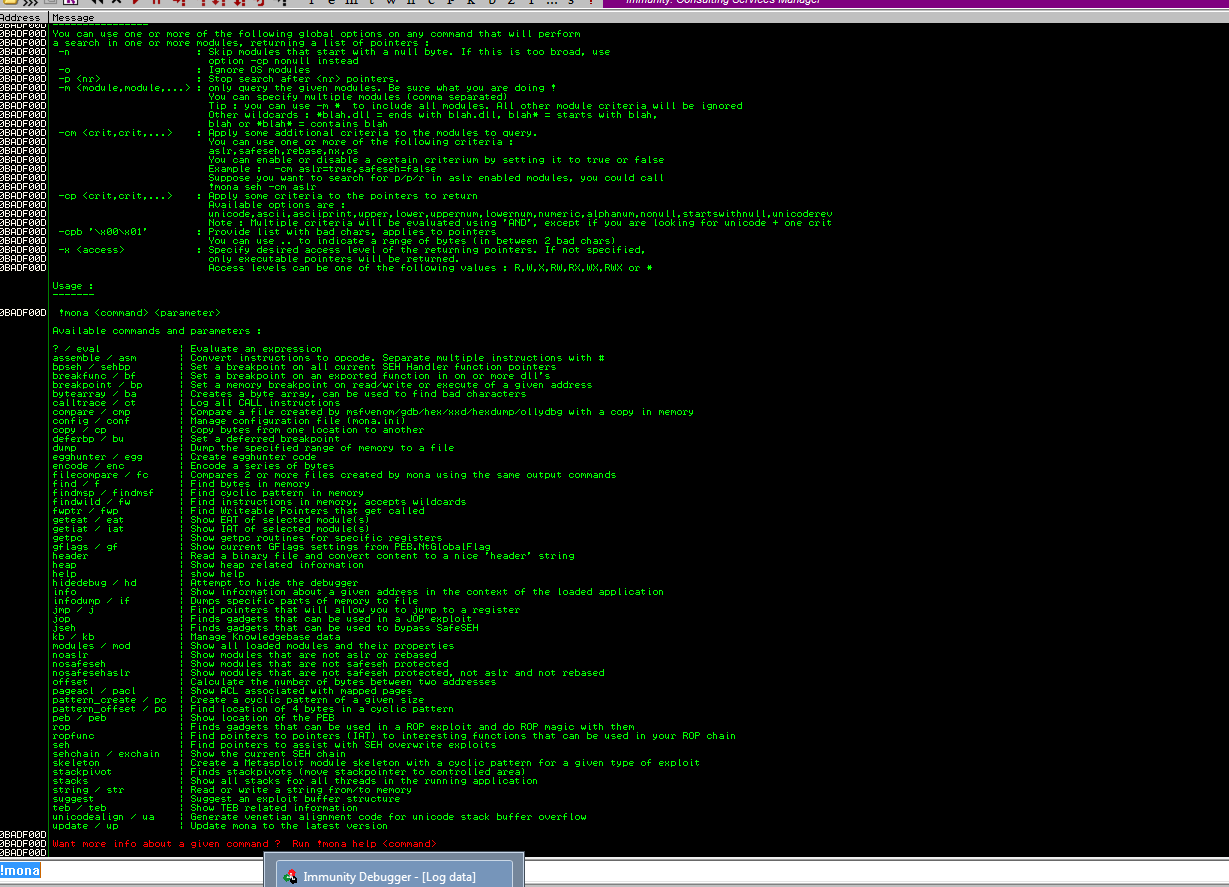 l e m t w h c P k b z r ... s ?
Immunity: Consulting Services Manager
Address Message
0BADF00D ----------------
0BADF00D You can use one or more of the following global options on any command that will perform
0BADF00D a search in one or more modules, returning a list of pointers :
0BADF00D -n : Skip modules that start with a null byte. If this is too broad, use
0BADF00D option -cp nonull instead
0BADF00D -o : Ignore OS modules
0BADF00D -p <nr> : Stop search after <nr> pointers.
0BADF00D -m <module,module,...> : only query the given modules. Be sure what you are doing !
0BADF00D You can specify multiple modules (comma separated)
0BADF00D Tip : you can use -m * to include all modules. All other module criteria will be ignored
0BADF00D Other wildcards : *blah.dll = ends with blah.dll, blah* = starts with blah,
0BADF00D blah or *blah* = contains blah
0BADF00D -cm <crit,crit,...> : Apply some additional criteria to the modules to query.
0BADF00D You can use one or more of the following criteria :
0BADF00D aslr,safeseh,rebase,nx,os
0BADF00D You can enable or disable a certain criterium by setting it to true or false
0BADF00D Example : -cm aslr=true,safeseh=false
0BADF00D Suppose you want to search for p/p/r in aslr enabled modules, you could call
0BADF00D !mona seh -cm aslr
0BADF00D -cp <crit,crit,...> : Apply some criteria to the pointers to return
0BADF00D Available options are :
0BADF00D unicode,ascii,asciiprint,upper,lower,uppernum,lowernum,numeric,alphanum,nonull,startswithnull,unicoderev
0BADF00D Note : Multiple criteria will be evaluated using 'AND', except if you are looking for unicode + one crit
0BADF00D -cpb '\x00\x01' : Provide list with bad chars, applies to pointers
0BADF00D You can use .. to indicate a range of bytes (in between 2 bad chars)
0BADF00D -x <access> : Specify desired access level of the returning pointers. If not specified,
0BADF00D only executable pointers will be returned.
0BADF00D Access levels can be one of the following values : R,W,X,RW,RX,WX,RWX or *
Usage :
-------
0BADF00D !mona <command> <parameter>
Available commands and parameters :
? / eval | Evaluate an expression
assemble / asm | Convert instructions to opcode. Separate multiple instructions with #
bpseh / sehbp | Set a breakpoint on all current SEH Handler function pointers
breakfunc / bf | Set a breakpoint on an exported function in on or more dll's
breakpoint / bp | Set a memory breakpoint on read/write or execute of a given address
bytearray / ba | Creates a byte array, can be used to find bad characters
calltrace / ct | Log all CALL instructions
compare / cmp | Compare a file created by msfvenom/gdb/hex/xxd/hexdump/ollydbg with a copy in memory
config / conf | Manage configuration file (mona.ini)
copy / cp | Copy bytes from one location to another
deferbp / bu | Set a deferred breakpoint
dump | Dump the specified range of memory to a file
egghunter / egg | Create egghunter code
encode / enc | Encode a series of bytes
filecompare / fc | Compares 2 or more files created by mona using the same output commands
find / f | Find bytes in memory
findmsp / findmsf | Find cyclic pattern in memory
findwild / fw | Find instructions in memory, accepts wildcards
fwptr / fwp | Find Writeable Pointers that get called
geteat / eat | Show EAT of selected module(s)
getiat / iat | Show IAT of selected module(s)
getpc | Show getpc routines for specific registers
gflags / gf | Show current GFlags settings from PEB.NtGlobalFlag
header | Read a binary file and convert content to a nice 'header' string
heap | Show heap related information
help | show help
hidedebug / hd | Attempt to hide the debugger
info | Show information about a given address in the context of the loaded application
infodump / if | Dumps specific parts of memory to file
jmp / j | Find pointers that will allow you to jump to a register
jop | Finds gadgets that can be used in a JOP exploit
jseh | Finds gadgets that can be used to bypass SafeSEH
kb / kb | Manage Knowledgebase data
modules / mod | Show all loaded modules and their properties
noaslr | Show modules that are not aslr or rebased
nosafeseh | Show modules that are not safeseh protected
nosafesehaslr | Show modules that are not safeseh protected, not aslr and not rebased
offset | Calculate the number of bytes between two addresses
pageacl / pacl | Show ACL associated with mapped pages
pattern_create / pc | Create a cyclic pattern of a given size
pattern_offset / po | Find location of 4 bytes in a cyclic pattern
peb / peb | Show location of the PEB
rop | Finds gadgets that can be used in a ROP exploit and do ROP magic with them
ropfunc | Find pointers to pointers (IAT) to interesting functions that can be used in your ROP chain
seh | Find pointers to assist with SEH overwrite exploits
sehchain / exchain | Show the current SEH chain
skeleton | Create a Metasploit module skeleton with a cyclic pattern for a given type of exploit
stackpivot | Finds stackpivots (move stackpointer to controlled area)
stacks | Show all stacks for all threads in the running application
string / str | Read or write a string from/to memory
suggest | Suggest an exploit buffer structure
teb / teb | Show TEB related information
unicodealign / ua | Generate venetian alignment code for unicode stack buffer overflow
update / up | Update mona to the latest version
0BADF00D
0BADF00D Want more info about a given command ? Run !mona help <command>
0BADF00D
!mona
Immunity Debugger - [Log data]